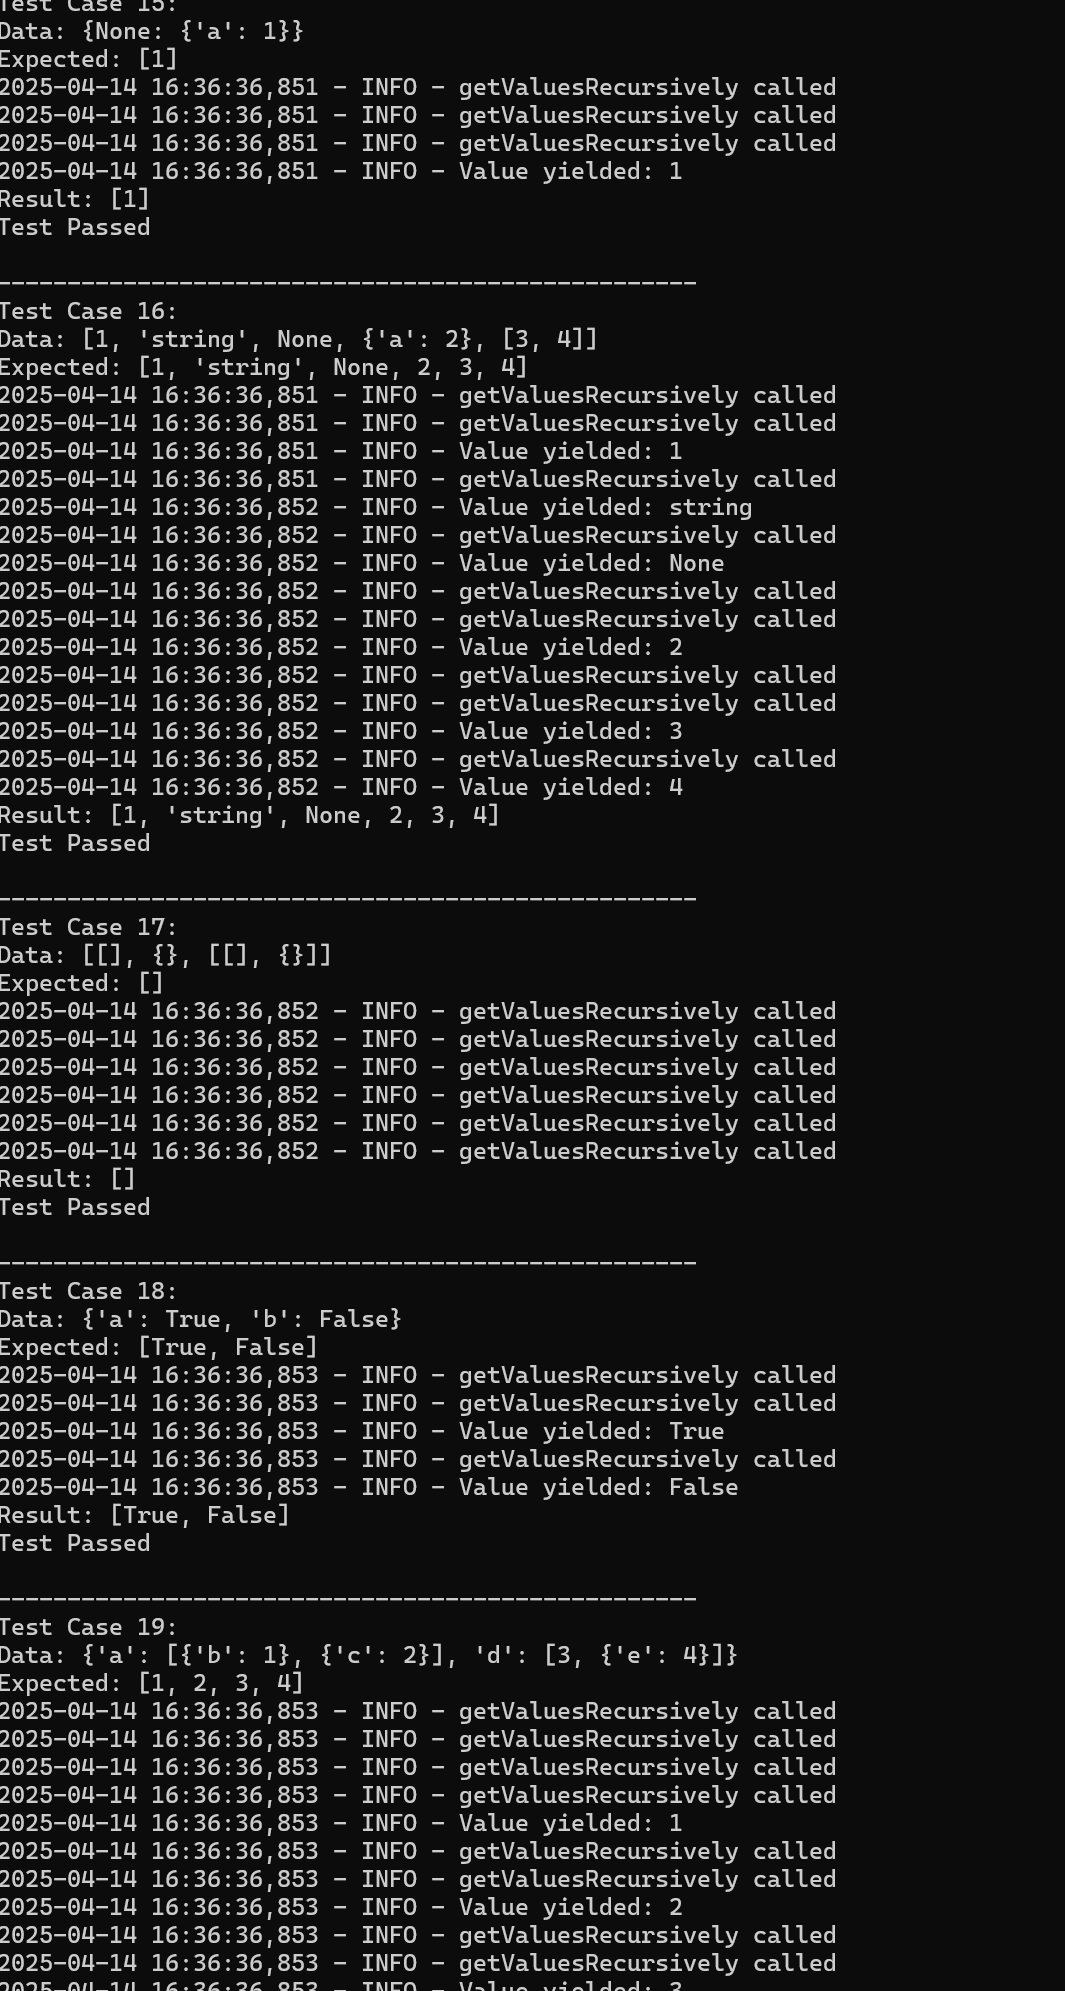 Test Case 15:
Data: {None: {'a': 1}}
Expected: [1]
2025-04-14 16:36:36,851 - INFO - getValuesRecursively called
2025-04-14 16:36:36,851 - INFO - getValuesRecursively called
2025-04-14 16:36:36,851 - INFO - getValuesRecursively called
2025-04-14 16:36:36,851 - INFO - Value yielded: 1
Result: [1]
Test Passed
--------------------------------------------------
Test Case 16:
Data: [1, 'string', None, {'a': 2}, [3, 4]]
Expected: [1, 'string', None, 2, 3, 4]
2025-04-14 16:36:36,851 - INFO - getValuesRecursively called
2025-04-14 16:36:36,851 - INFO - getValuesRecursively called
2025-04-14 16:36:36,851 - INFO - Value yielded: 1
2025-04-14 16:36:36,851 - INFO - getValuesRecursively called
2025-04-14 16:36:36,852 - INFO - Value yielded: string
2025-04-14 16:36:36,852 - INFO - getValuesRecursively called
2025-04-14 16:36:36,852 - INFO - Value yielded: None
2025-04-14 16:36:36,852 - INFO - getValuesRecursively called
2025-04-14 16:36:36,852 - INFO - getValuesRecursively called
2025-04-14 16:36:36,852 - INFO - Value yielded: 2
2025-04-14 16:36:36,852 - INFO - getValuesRecursively called
2025-04-14 16:36:36,852 - INFO - getValuesRecursively called
2025-04-14 16:36:36,852 - INFO - Value yielded: 3
2025-04-14 16:36:36,852 - INFO - getValuesRecursively called
2025-04-14 16:36:36,852 - INFO - Value yielded: 4
Result: [1, 'string', None, 2, 3, 4]
Test Passed
--------------------------------------------------
Test Case 17:
Data: [[], {}, [[], {}]]
Expected: []
2025-04-14 16:36:36,852 - INFO - getValuesRecursively called
2025-04-14 16:36:36,852 - INFO - getValuesRecursively called
2025-04-14 16:36:36,852 - INFO - getValuesRecursively called
2025-04-14 16:36:36,852 - INFO - getValuesRecursively called
2025-04-14 16:36:36,852 - INFO - getValuesRecursively called
2025-04-14 16:36:36,852 - INFO - getValuesRecursively called
Result: []
Test Passed
--------------------------------------------------
Test Case 18:
Data: {'a': True, 'b': False}
Expected: [True, False]
2025-04-14 16:36:36,853 - INFO - getValuesRecursively called
2025-04-14 16:36:36,853 - INFO - getValuesRecursively called
2025-04-14 16:36:36,853 - INFO - Value yielded: True
2025-04-14 16:36:36,853 - INFO - getValuesRecursively called
2025-04-14 16:36:36,853 - INFO - Value yielded: False
Result: [True, False]
Test Passed
--------------------------------------------------
Test Case 19:
Data: {'a': [{'b': 1}, {'c': 2}], 'd': [3, {'e': 4}]}
Expected: [1, 2, 3, 4]
2025-04-14 16:36:36,853 - INFO - getValuesRecursively called
2025-04-14 16:36:36,853 - INFO - getValuesRecursively called
2025-04-14 16:36:36,853 - INFO - getValuesRecursively called
2025-04-14 16:36:36,853 - INFO - getValuesRecursively called
2025-04-14 16:36:36,853 - INFO - Value yielded: 1
2025-04-14 16:36:36,853 - INFO - getValuesRecursively called
2025-04-14 16:36:36,853 - INFO - getValuesRecursively called
2025-04-14 16:36:36,853 - INFO - Value yielded: 2
2025-04-14 16:36:36,853 - INFO - getValuesRecursively called
2025-04-14 16:36:36,853 - INFO - getValuesRecursively called
2025-04-14 16:36:36,853 - INFO - Value yielded: 3